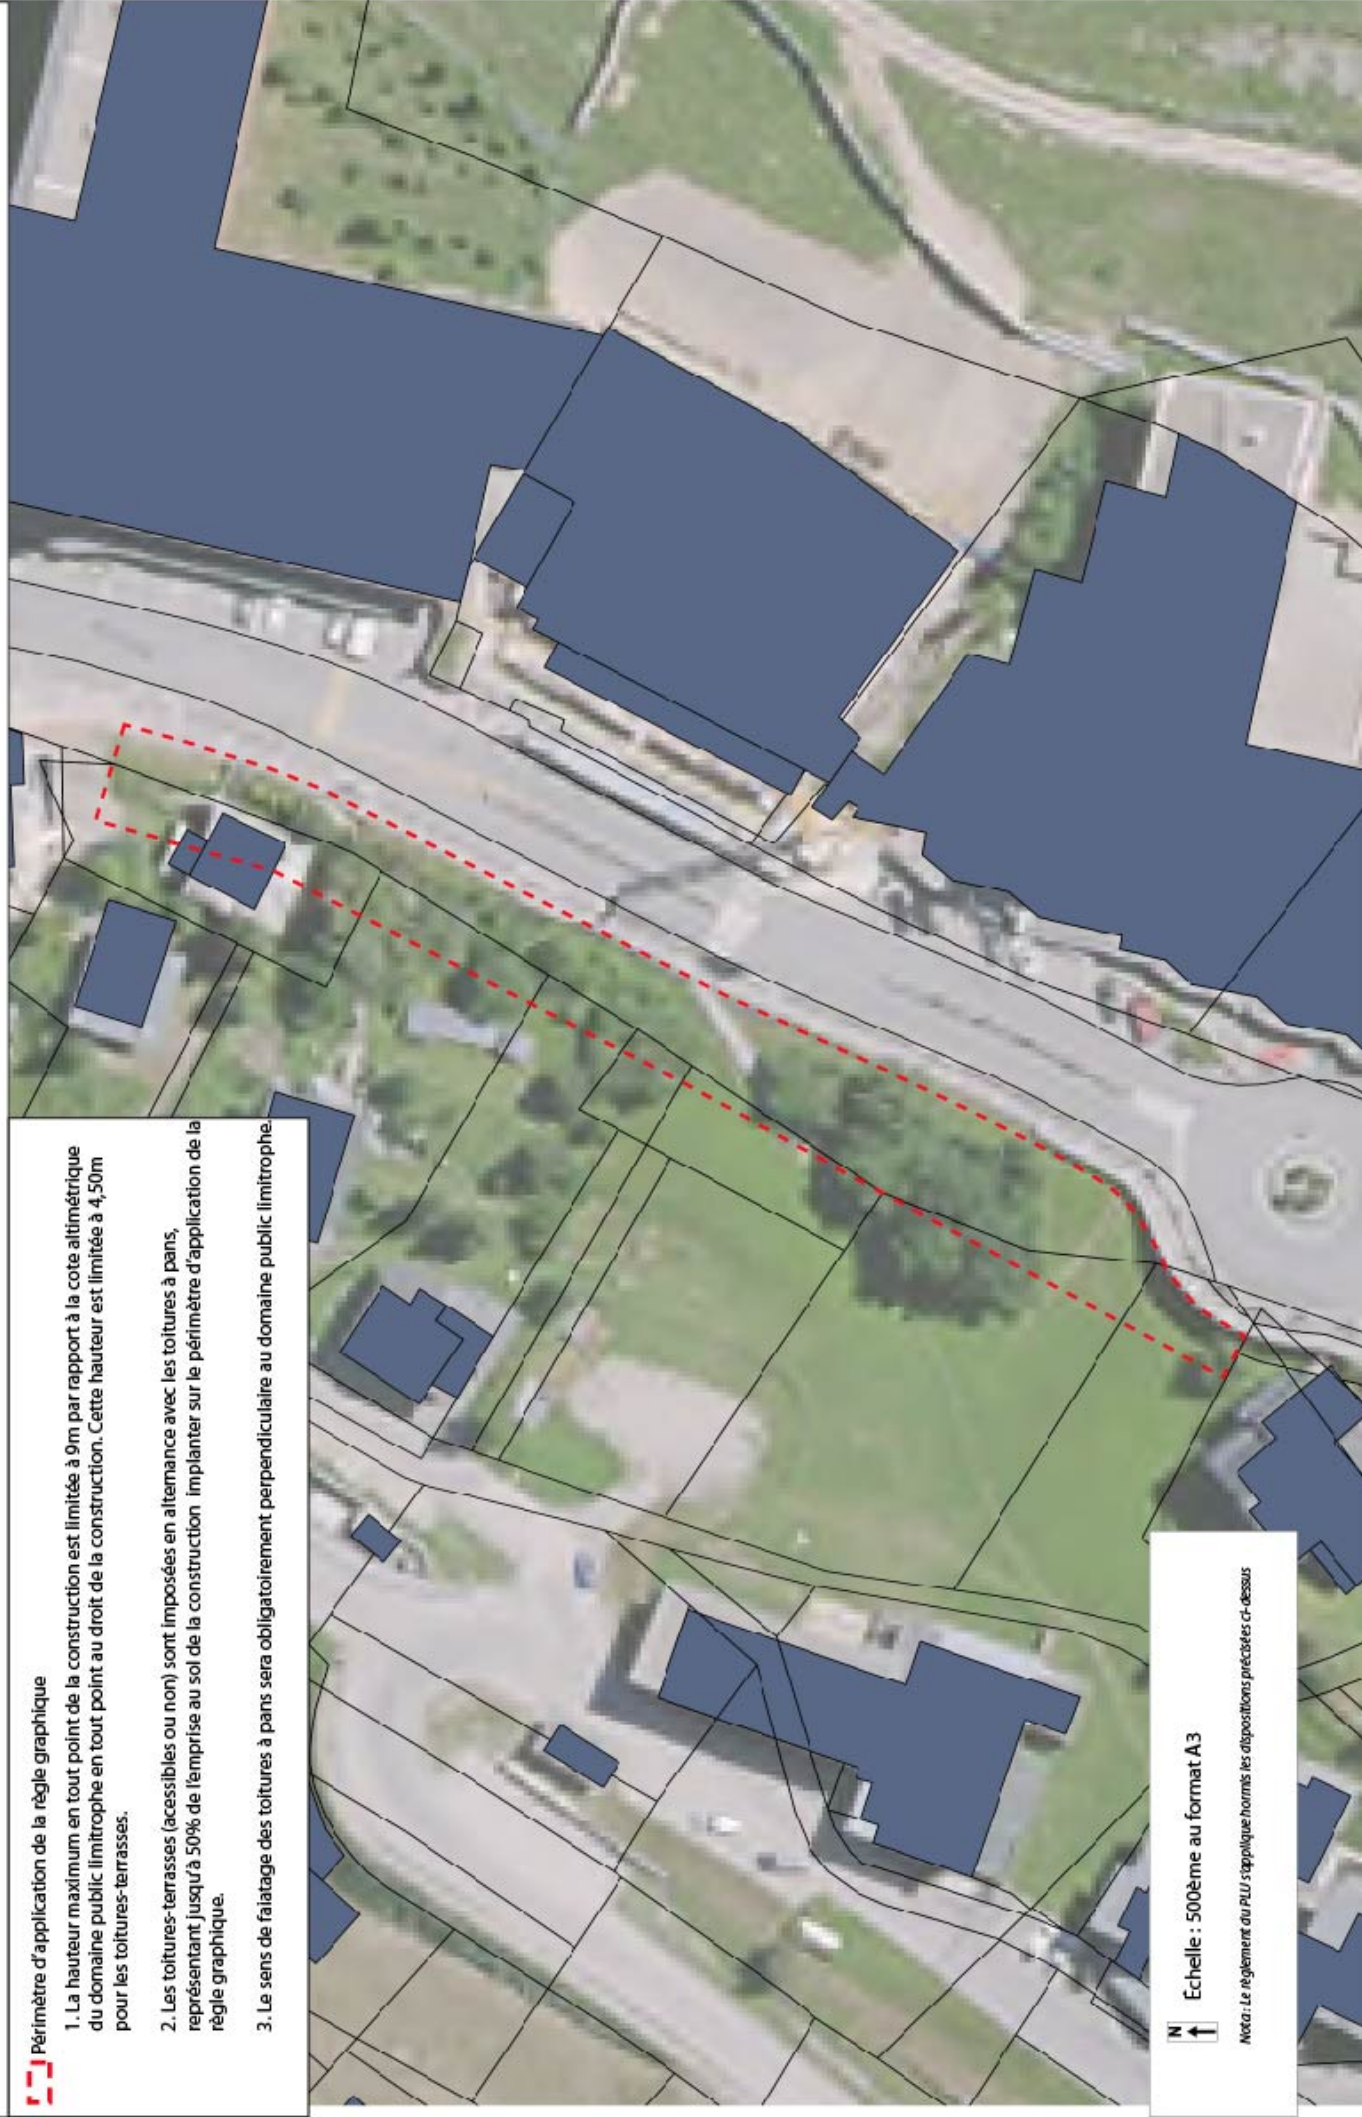 Périmètre d'application de la règle graphique
1. La hauteur maximum en tout point de la construction est limitée à 9m par rapport à la cote altimétrique
du domaine public limitrophe en tout point au droit de la construction. Cette hauteur est limitée à 4,50m
pour les toitures-terrasses.
2. Les toitures-terrasses (acessibles ou non) sont imposées en alternance avec les toitures à pans,
représentant jusqu'à 50% de l'emprise au sol de la construction implanter sur le périmètre d'application de la
règle graphique.
3. Le sens de faîatage des toitures à pans sera obligatoirement perpendiculaire au domaine public limitrophe.
N
Echelle : 500ème au format A3
Nota : Le règlement du PLU s'applique hormis les dispositions précisées ci-dessus